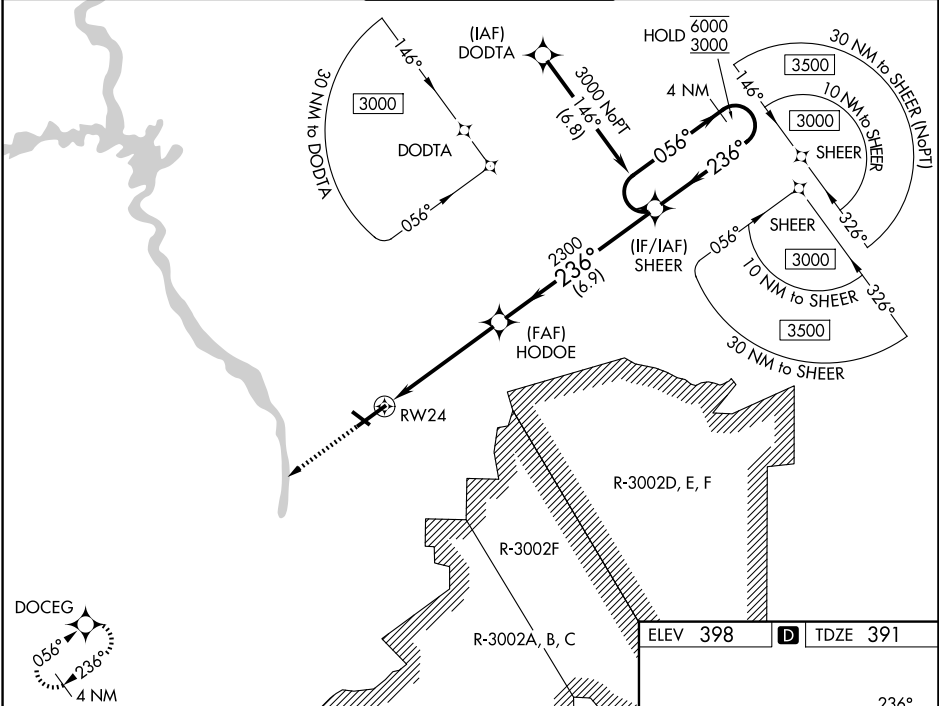 (IAF)
DODTA
HOLD 6000
3000
30 NM to SHEER (NoPT)
3500
146°
3000 NoPT
146°
(6.8)
4 NM
146°
10 NM to SHEER
3000
30 NM to DODTA
3000
DODTA
056°
236°
SHEER
056°
326°
(IF/IAF)
SHEER
SHEER
056°
2300
236°
(6.9)
3000
10 NM to SHEER
326°
3500
30 NM to SHEER
(FAF)
HODOE
RW24
R-3002D, E, F
R-3002F
DOCEG
056°
236°
4 NM
R-3002A, B, C
ELEV 398 D TDZE 391
236°